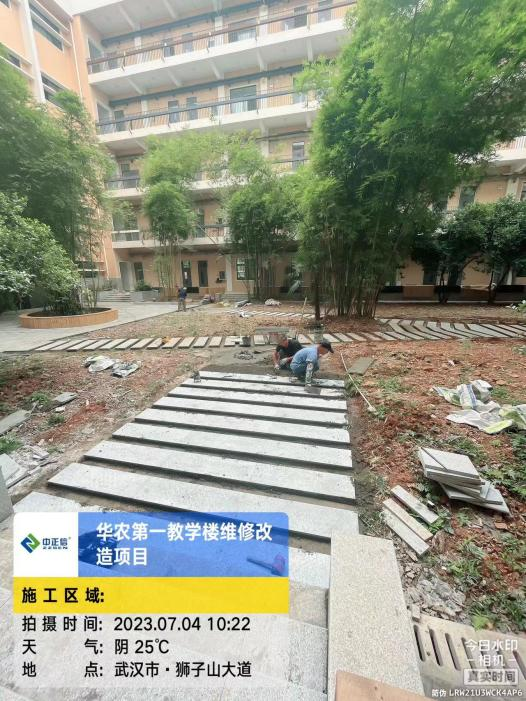 中正信®
ZZSEN
华农第一教学楼维修改
造项目
施工区域:
拍摄时间: 2023.07.04 10:22
天气: 阴 25℃
地点: 武汉市·狮子山大道
今日水印
相机
真实时间
防伪 LRW21U3WCK4AP6